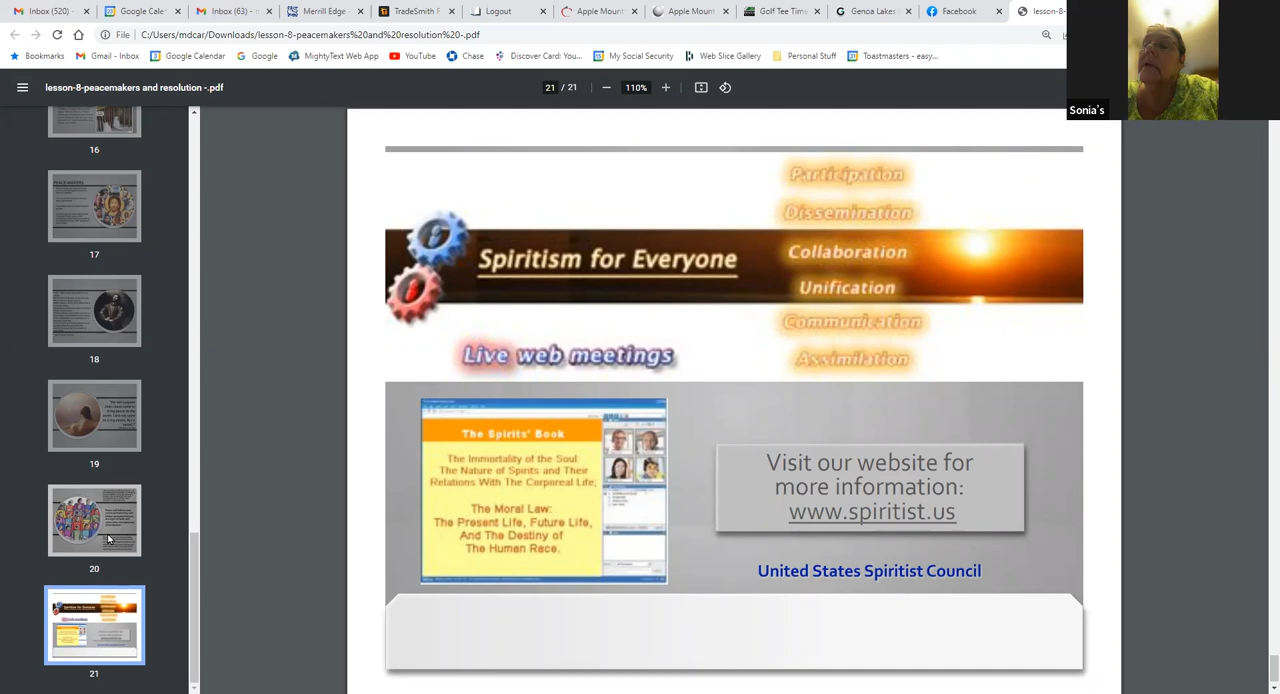 Inbox (520) -
Google Caler
Inbox (63) - m
Merrill Edge -
TradeSmith F
Logout
Apple Moun
Apple Mount
Golf Tee Time
Genoa Lakes
Facebook
lesson-8-
File
C:/Users/mdcar/Downloads/lesson-8-peacemakers%20and%20resolution%20-.pdf
Bookmarks
Gmail - Inbox
Google Calendar
Google
MightyText Web App
YouTube
Chase
Discover Card: You...
My Social Security
Web Slice Gallery
Personal Stuff
Toastmasters - easy...
lesson-8-peacemakers and resolution -.pdf
21 / 21
110%
Sonia's
16
17
18
19
20
21
Participation
Dissemination
Spiritism for Everyone
Collaboration
Unification
Communication
Assimilation
Live web meetings
The Spirits' Book
The Immortality of the Soul
The Nature of Spirits and Their
Relations With The Corporeal Life;
The Moral Law:
The Present Life, Future Life,
And The Destiny of
The Human Race.
Visit our website for
more information:
www.spiritist.us
United States Spiritist Council